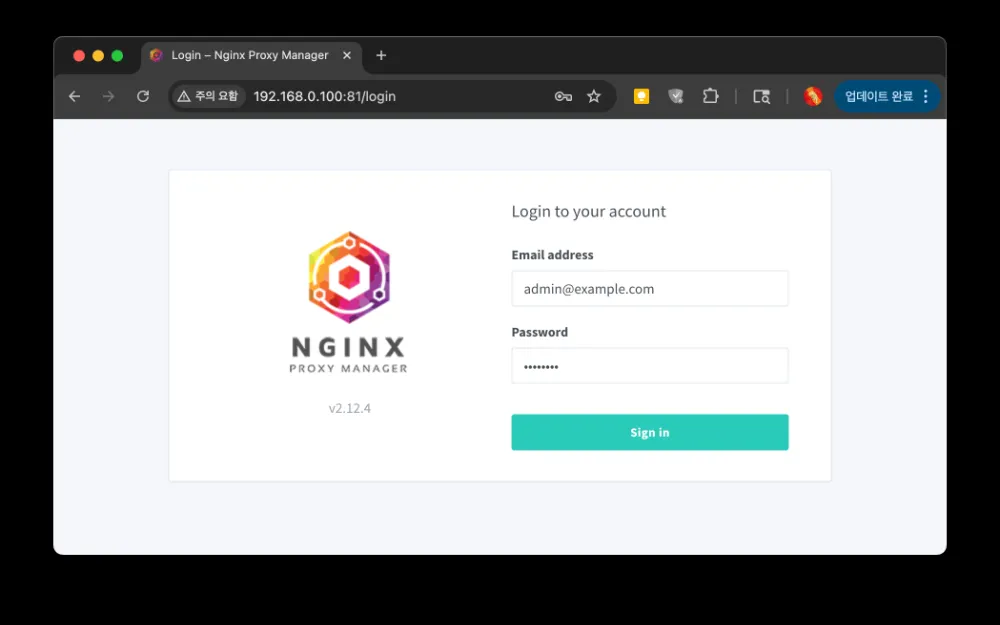 Login – Nginx Proxy Manager
주의 요함
192.168.0.100:81/login
업데이트 완료
NGINX
PROXY MANAGER
v2.12.4
Login to your account
Email address
admin@example.com
Password
••••••••
Sign in